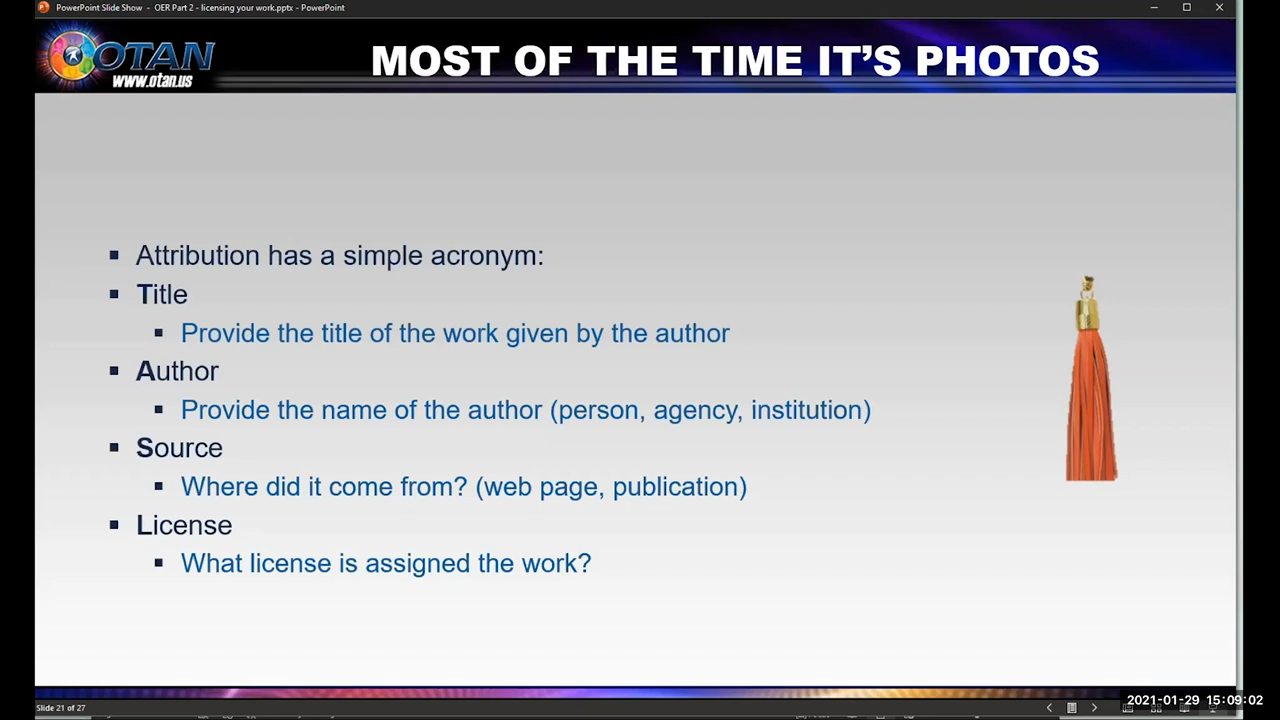 PowerPoint Slide Show - OER Part 2 - licensing your work.pptx - PowerPoint
OTAN
www.otan.us
MOST OF THE TIME IT'S PHOTOS
Attribution has a simple acronym:
Title
Provide the title of the work given by the author
Author
Provide the name of the author (person, agency, institution)
Source
Where did it come from? (web page, publication)
License
What license is assigned the work?
Slide 21 of 27
2021-01-29 15:09:02